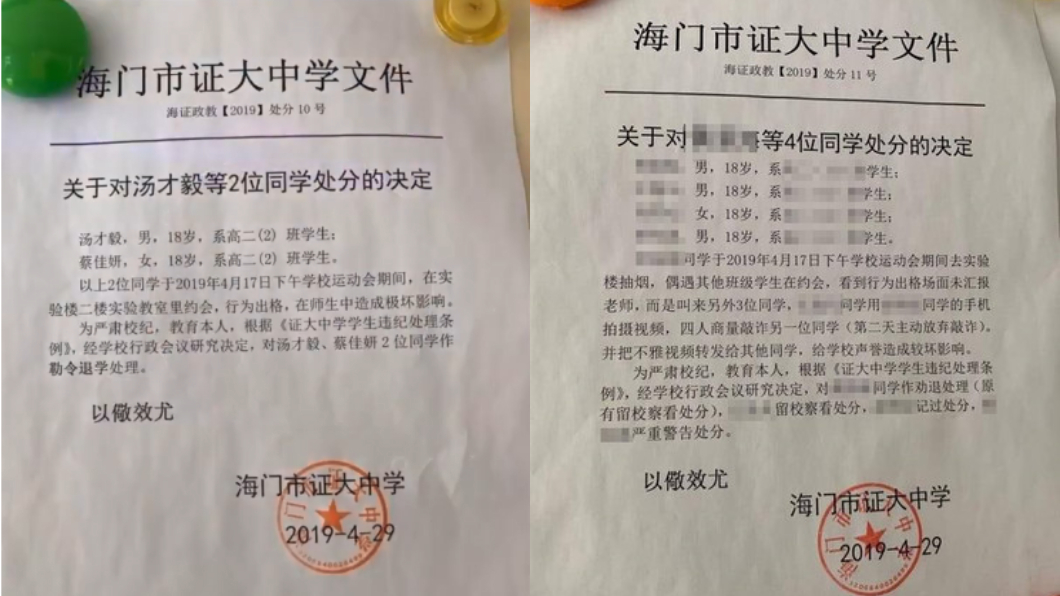 海门市证大中学文件
海证政教【2019】处分 10 号
关于对汤才毅等2位同学处分的决定
汤才毅，男，18岁，系高二(2) 班学生；
蔡佳妍，女，18岁，系高二(2) 班学生。
以上2位同学于2019年4月17日下午学校运动会期间，在实
验楼二楼实验教室里约会，行为出格，在师生中造成极坏影响。
为严肃校纪，教育本人，根据《证大中学学生违纪处理条
例》，经学校行政会议研究决定，对汤才毅、蔡佳妍 2 位同学作
勒令退学处理。
以儆效尤
海门市证大中学
2019-4-29
海门市证大中学文件
海证政教【2019】处分 11 号
关于对等4位同学处分的决定
男，18岁，系学生；
男，18岁，系学生；
女，18岁，系学生；
男，18岁，系学生。
司学于2019年4月17日下午学校运动会期间去实验
楼抽烟，偶遇其他班级学生在约会，看到行为出格场面未汇报
老师，而是叫来另外3位同学，同学用同学的手机
拍摄视频，四人商量敲诈另一位同学（第二天主动放弃敲诈）。
并把不雅视频转发给其他同学，给学校声誉造成较坏影响。
为严肃校纪，教育本人，根据《证大中学学生违纪处理条
例》，经学校行政会议研究决定，对同学作劝退处理（原
有留校察看处分），留校察看处分，记过处分，
严重警告处分。
以儆效尤
海门市证大中学
2019-4-29